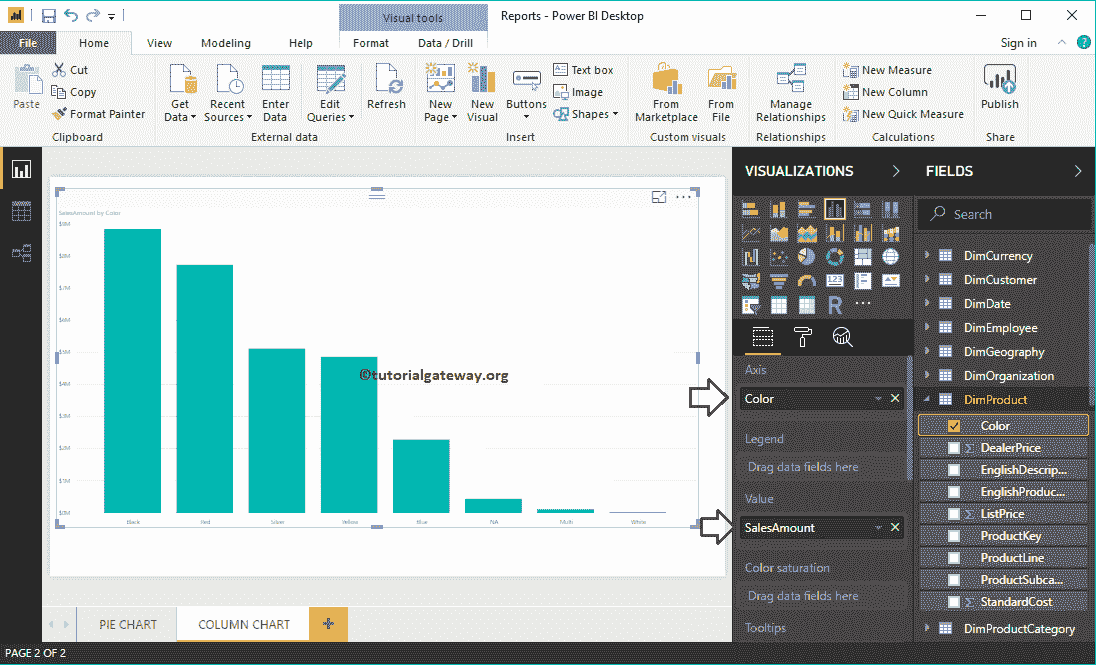 Visual tools
Reports - Power BI Desktop
File
Home
View
Modeling
Help
Format
Data / Drill
Sign in
?
Paste
Cut
Copy
Format Painter
Clipboard
Get Data
Recent Sources
Enter Data
Edit Queries
External data
Refresh
New Page
New Visual
Buttons
Text box
Image
Shapes
Insert
From Marketplace
From File
Custom visuals
Manage Relationships
Relationships
New Measure
New Column
New Quick Measure
Calculations
Publish
Share
SalesAmount by Color
$9M
$8M
$7M
$6M
$5M
$4M
$3M
$2M
$1M
$0M
Black
Red
Silver
Yellow
Blue
NA
Multi
White
©tutorialgateway.org
VISUALIZATIONS
123
R
Axis
Color
Legend
Drag data fields here
Value
SalesAmount
Color saturation
Drag data fields here
Tooltips
FIELDS
Search
DimCurrency
DimCustomer
DimDate
DimEmployee
DimGeography
DimOrganization
DimProduct
Color
Σ DealerPrice
EnglishDescrip...
EnglishProduc...
Σ ListPrice
ProductKey
ProductLine
ProductSubca...
Σ StandardCost
DimProductCategory
PIE CHART
COLUMN CHART
PAGE 2 OF 2